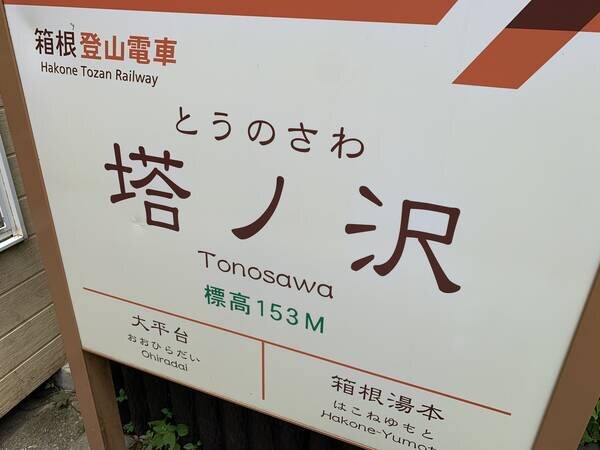 箱根登山電車
Hakone Tozan Railway
とうのさわ
塔ノ沢
Tonosawa
標高153M
大平台
おおひらだい
Ohiradai
箱根湯本
はこねゆもと
Hakone-Yumot